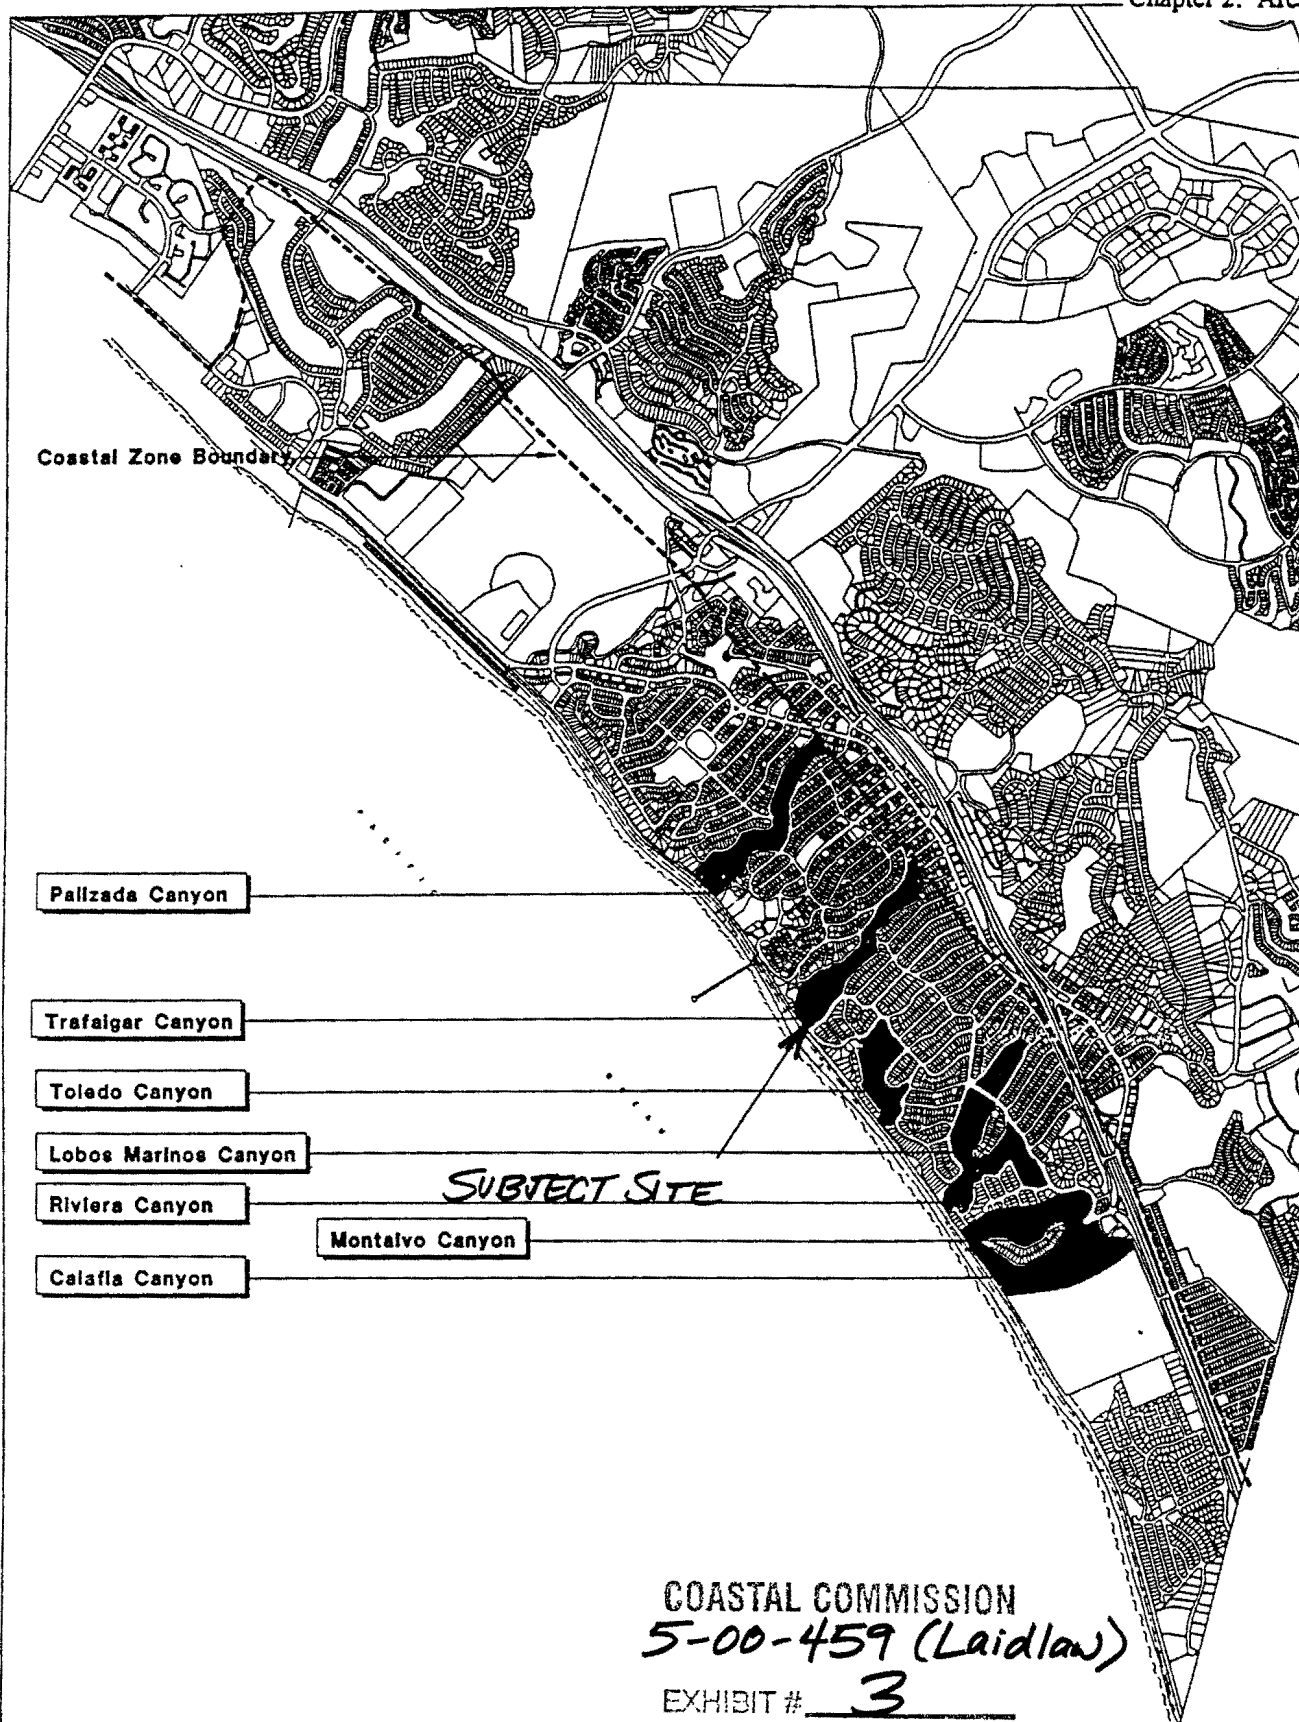 Chapter 2:
Coastal Zone Boundary
Palizada Canyon
Trafalgar Canyon
Toledo Canyon
Lobos Marinos Canyon
SUBJECT SITE
Riviera Canyon
Montalvo Canyon
Calafia Canyon
COASTAL COMMISSION
5-00-459 (Laidlaw)
EXHIBIT # 3